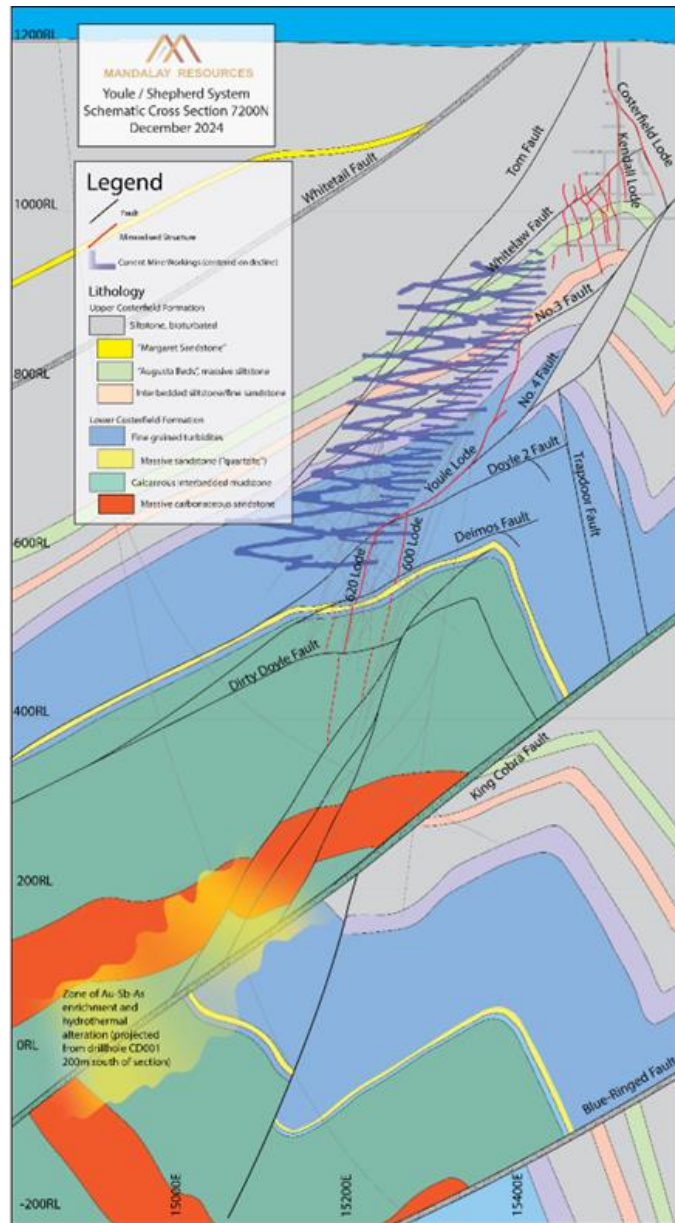 1200RL
MANDALAY RESOURCES
Youle / Shepherd System
Schematic Cross Section 7200N
December 2024
Legend
Fault
Mineralised Structure
Current Mine Workings (centered on decline)
Lithology
Upper Costerfield Formation
Siltstone, bioturbated
"Margaret Sandstone"
"Augusta Beds", massive siltstone
Interbedded siltstone/fine sandstone
Lower Costerfield Formation
Fine grained turbidites
Massive sandstone ("quartzite")
Calcareous interbedded mudstone
Massive carbonaceous sandstone
Whitetail Fault
Tom Fault
Costerfield Lode
Kendall Lode
1000RL
Whitelaw Fault
No.3 Fault
800RL
No. 4 Fault
Youle Lode
Doyle 2 Fault
Trapdoor Fault
Deimos Fault
600RL
620 Lode
600 Lode
Dirty Doyle Fault
400RL
King Cobra Fault
200RL
Zone of Au-Sb-As
enrichment and
hydrothermal
alteration (projected
from drillhole CD001
200m south of section)
0RL
Blue-Ringed Fault
-200RL
15000E
15200E
15400E